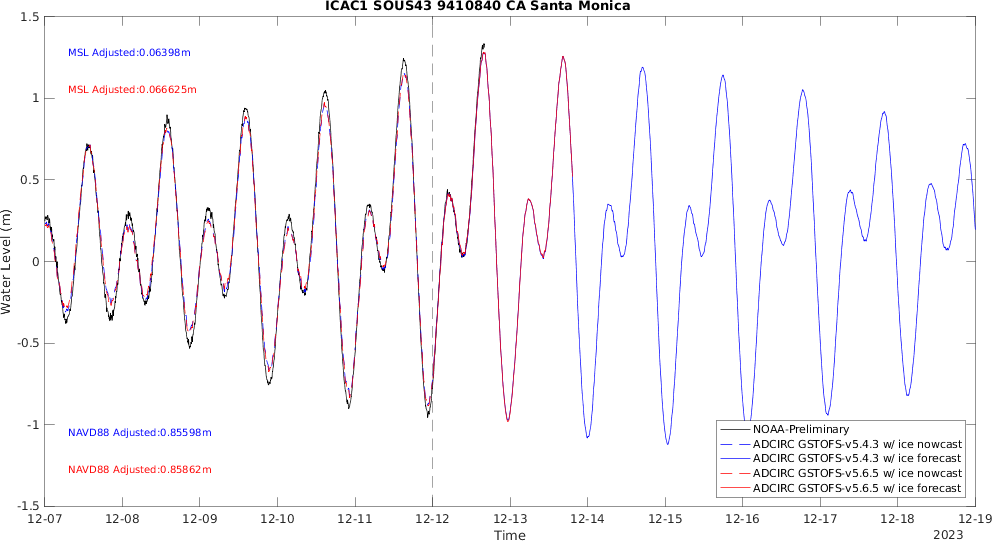 ICAC1 SOUS43 9410840 CA Santa Monica
MSL Adjusted:0.06398m
MSL Adjusted:0.066625m
NAVD88 Adjusted:0.85598m
NAVD88 Adjusted:0.85862m
Water Level (m)
1.5
1
0.5
0
-0.5
-1
-1.5
NOAA-Preliminary
ADCIRC GSTOFS-v5.4.3 w/ ice nowcast
ADCIRC GSTOFS-v5.4.3 w/ ice forecast
ADCIRC GSTOFS-v5.6.5 w/ ice nowcast
ADCIRC GSTOFS-v5.6.5 w/ ice forecast
12-07 12-08 12-09 12-10 12-11 12-12 12-13 12-14 12-15 12-16 12-17 12-18 12-19
Time
2023